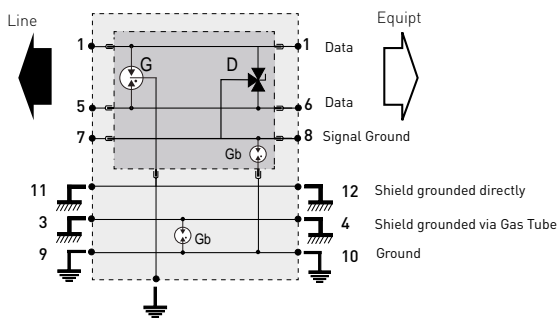 Line
Equipt
1
G
D
1
Data
5
6
Data
7
8
Signal Ground
Gb
11
12
Shield grounded directly
3
4
Shield grounded via Gas Tube
Gb
9
10
Ground